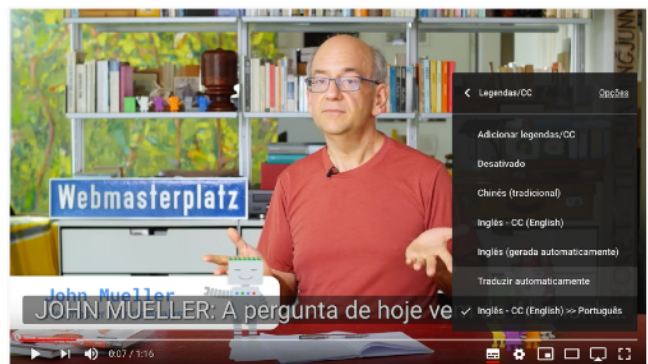 Legendas/CC Opções
Adicionar legendas/CC
Desativado
Chinês (tradicional)
Webmasterplatz
Inglês - CC (English)
Inglês (gerada automaticamente)
Traduzir automaticamente
John Mueller
JOHN MUELLER: A pergunta de hoje ve
Inglês - CC (English) >> Português
0:07 / 1:16